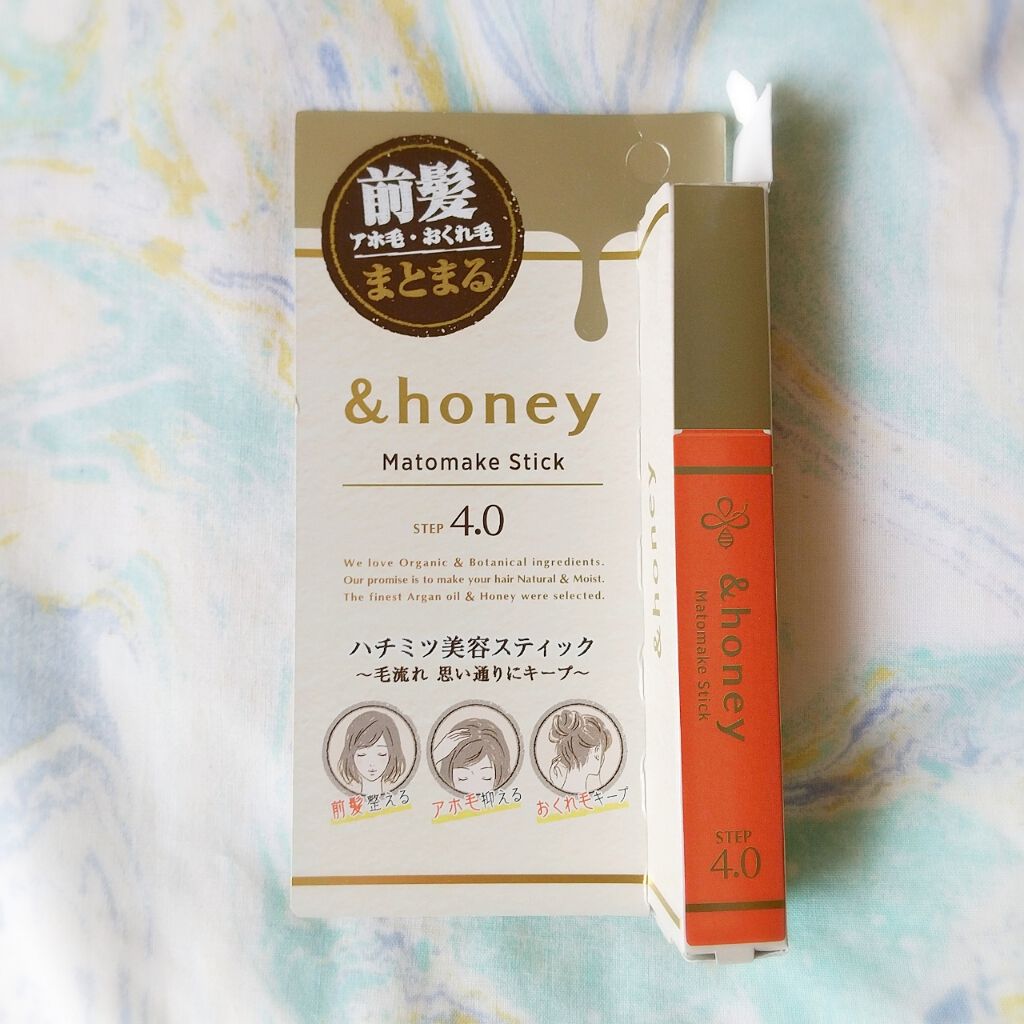 前髪
アホ毛・おくれ毛
まとまる
&honey
Matomake Stick
STEP 4.0
We love Organic & Botanical ingredients.
Our promise is to make your hair Natural & Moist.
The finest Argan oil & Honey were selected.
ハチミツ美容スティック
～毛流れ 思い通りにキープ～
前髪整える
アホ毛抑える
おくれ毛キープ
&honey
&honey
Matomake Stick
STEP
4.0